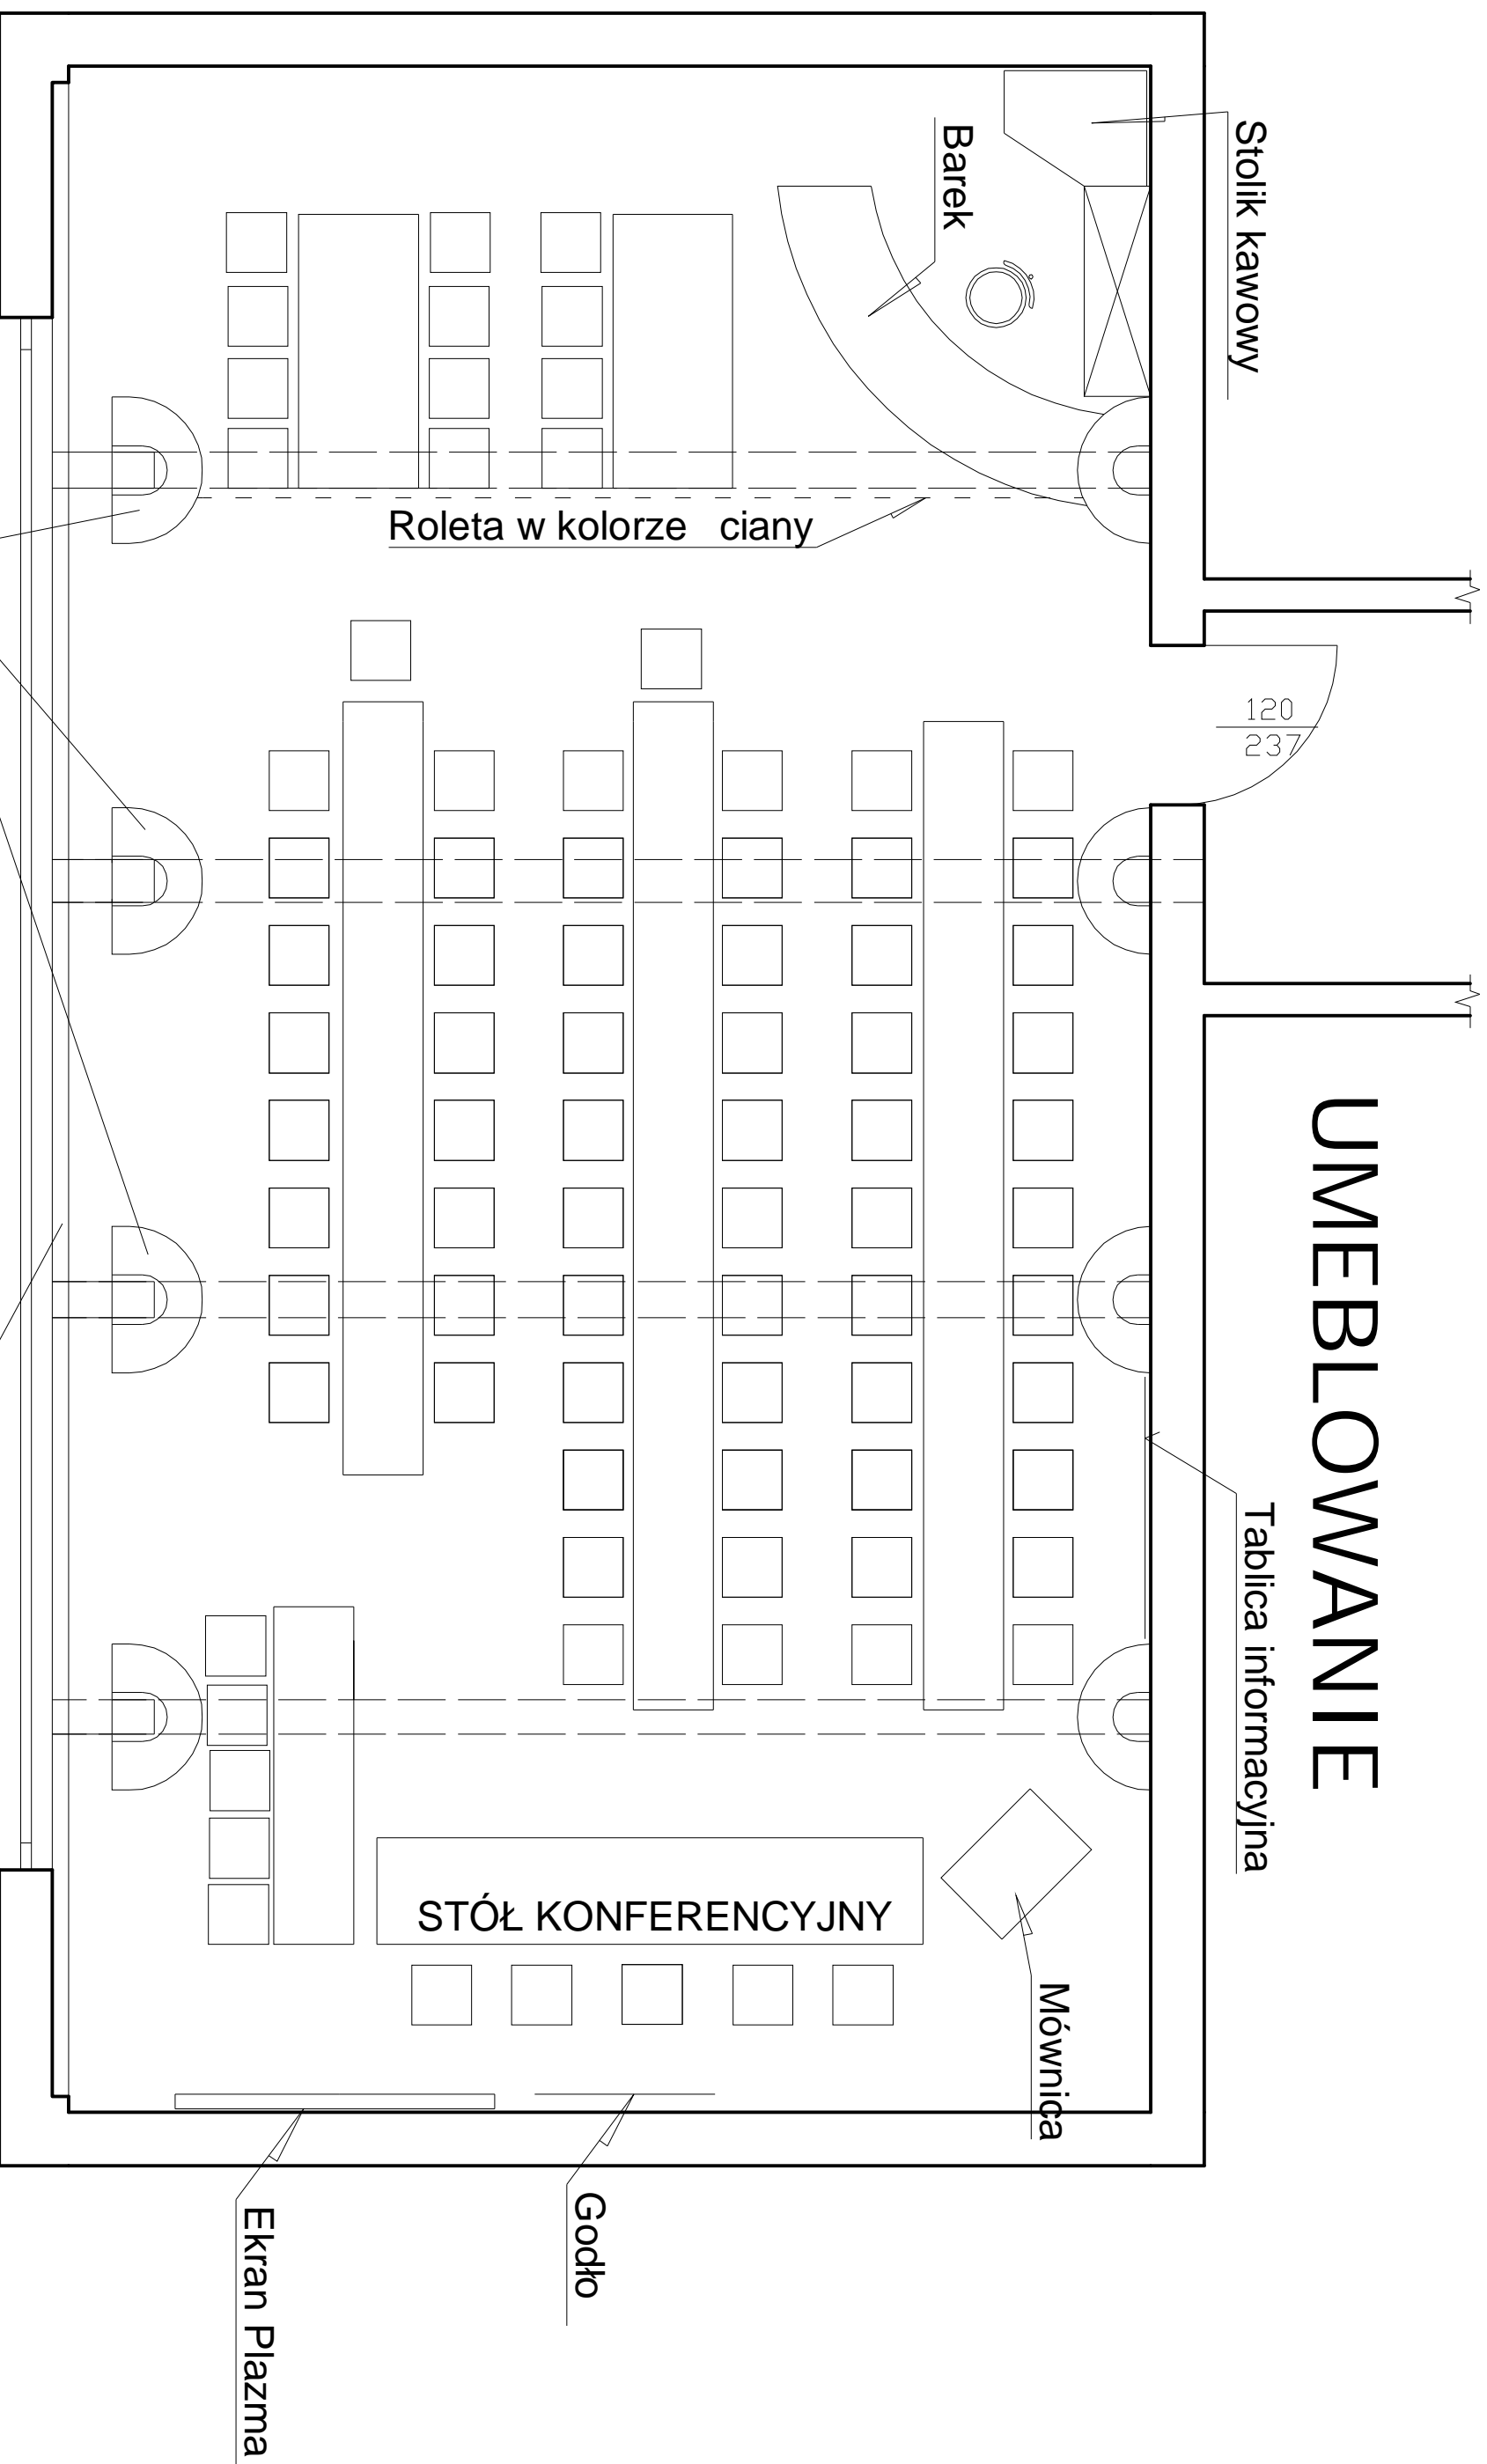 UMEBLOWANIE
Stolik kawowy
Barek
Roleta w kolorze ciany
120
237
Tablica informacyjna
STÓŁ KONFERENCYJNY
Mównica
Godło
Ekran Plazma